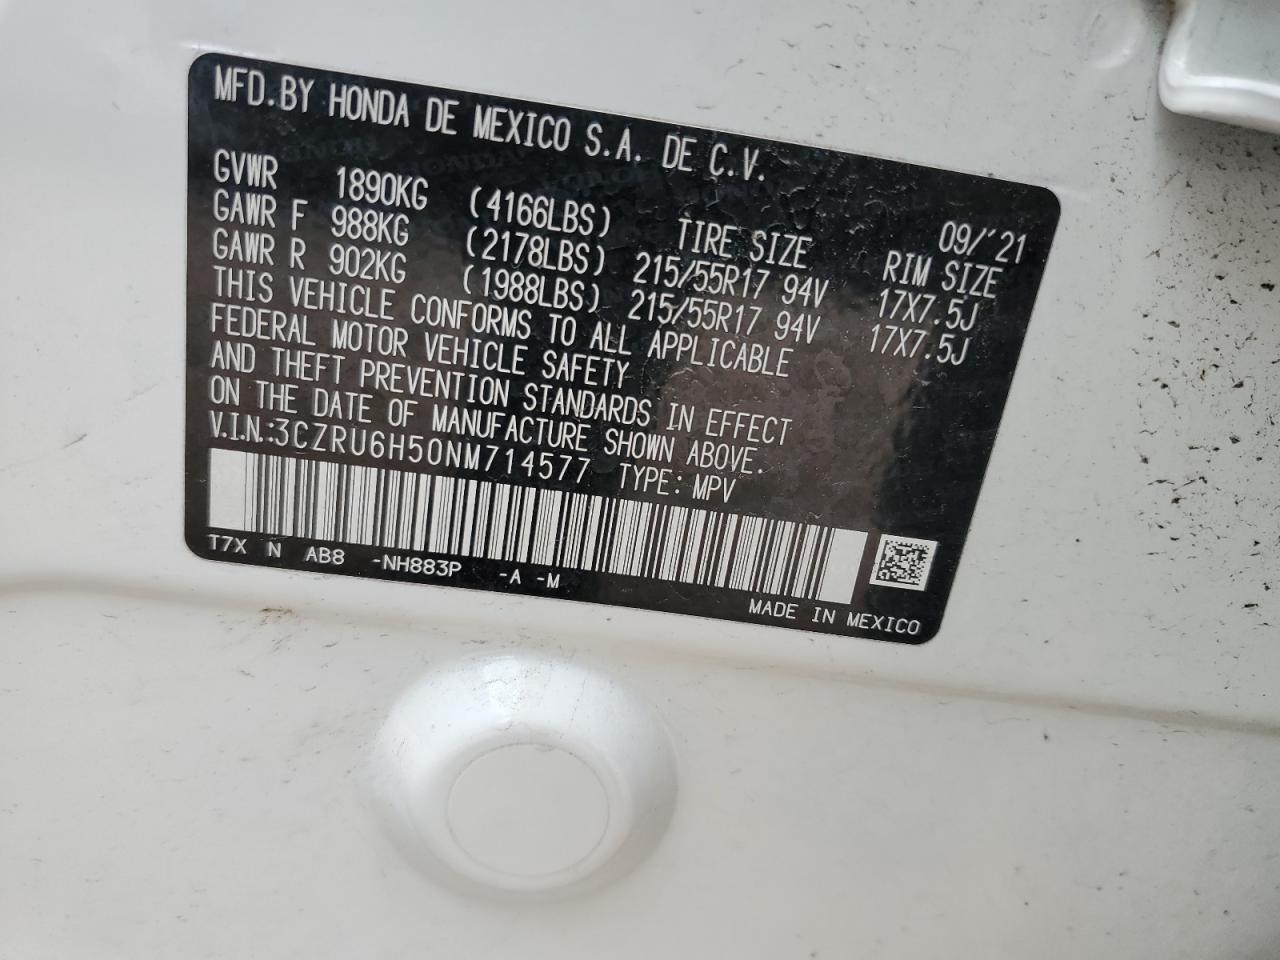 MFD.BY HONDA DE MEXICO S.A. DE C.V.
09/'21
GVWR 1890KG (4166LBS) TIRE SIZE RIM SIZE
GAWR F 988KG (2178LBS) 215/55R17 94V 17X7.5J
GAWR R 902KG (1988LBS) 215/55R17 94V 17X7.5J
THIS VEHICLE CONFORMS TO ALL APPLICABLE
FEDERAL MOTOR VEHICLE SAFETY
AND THEFT PREVENTION STANDARDS IN EFFECT
ON THE DATE OF MANUFACTURE SHOWN ABOVE.
V.I.N.:3CZRU6H50NM714577 TYPE: MPV
T7X N AB8 -NH883P -A -M
MADE IN MEXICO